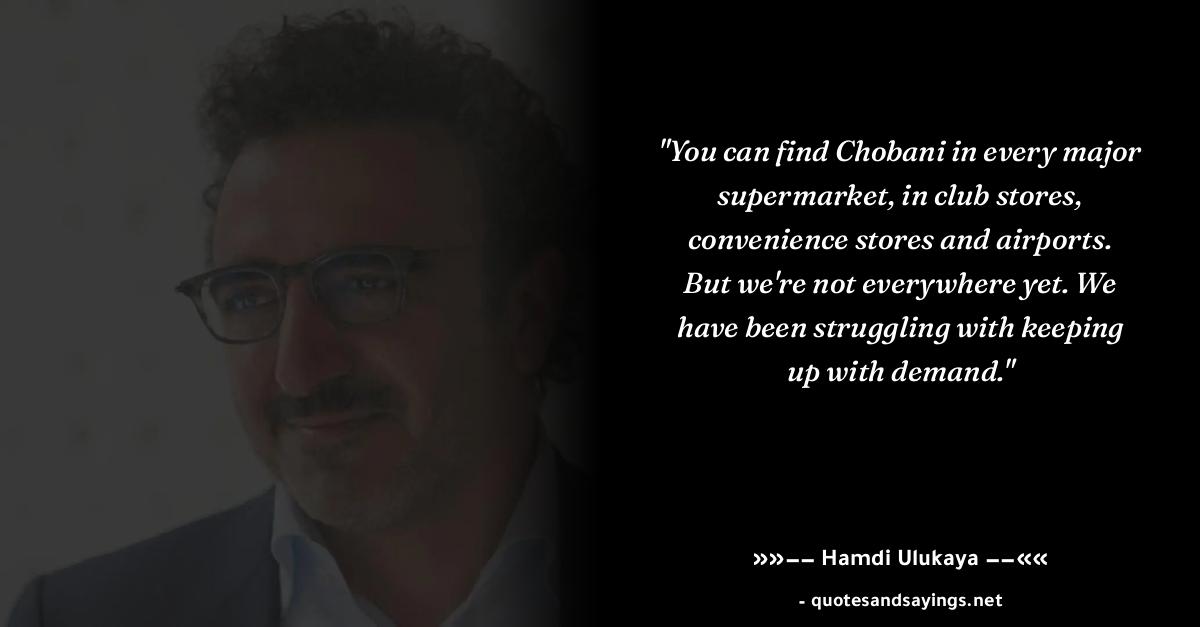 "You can find Chobani in every major
supermarket, in club stores,
convenience stores and airports.
But we're not everywhere yet. We
have been struggling with keeping
up with demand."
»»–– Hamdi Ulukaya ––««
- quotesandsayings.net